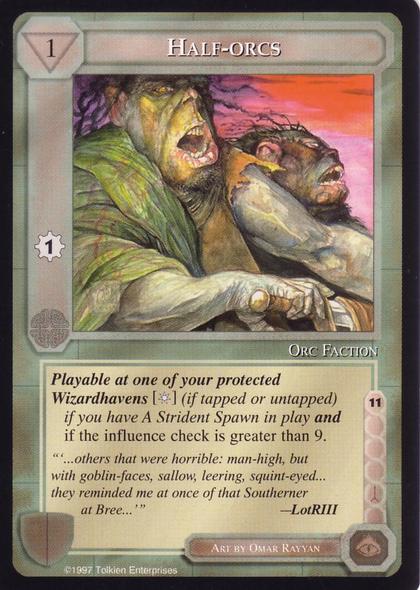 1
HALF-ORCS
1
ORC FACTION
Playable at one of your protected
Wizardhavens [☼] (if tapped or untapped)
if you have A Strident Spawn in play and
if the influence check is greater than 9.
11
“‘...others that were horrible: man-high, but
with goblin-faces, sallow, leering, squint-eyed...
they reminded me at once of that Southerner
at Bree...’” —LotRIII
ART BY OMAR RAYYAN
©1997 Tolkien Enterprises